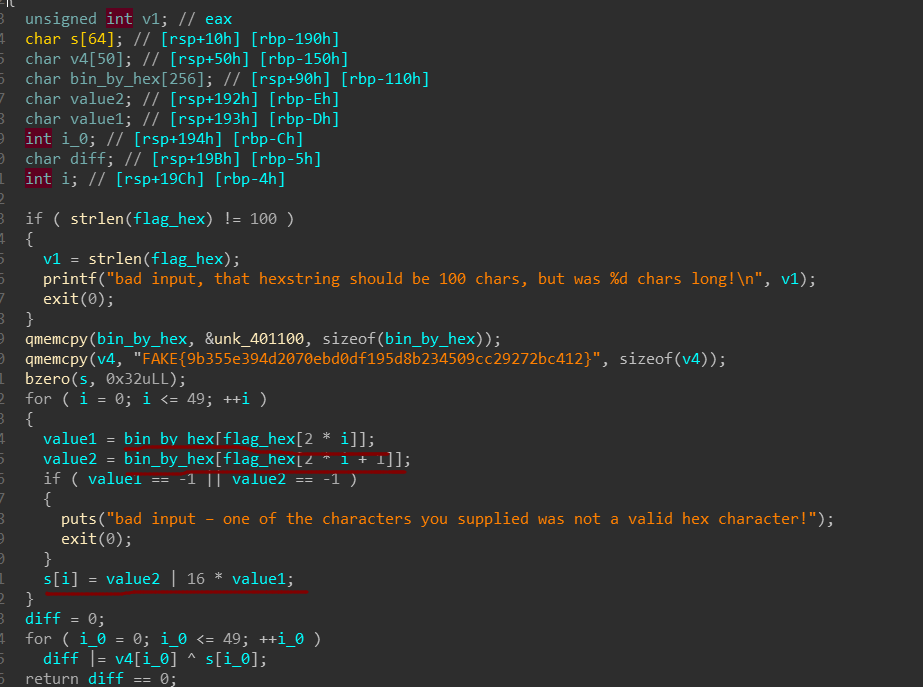 unsigned int v1; // eax
char s[64]; // [rsp+10h] [rbp-190h]
char v4[50]; // [rsp+50h] [rbp-150h]
char bin_by_hex[256]; // [rsp+90h] [rbp-110h]
char value2; // [rsp+192h] [rbp-Eh]
char value1; // [rsp+193h] [rbp-Dh]
int i_0; // [rsp+194h] [rbp-Ch]
char diff; // [rsp+19Bh] [rbp-5h]
int i; // [rsp+19Ch] [rbp-4h]
if ( strlen(flag_hex) != 100 )
{
v1 = strlen(flag_hex);
printf("bad input, that hexstring should be 100 chars, but was %d chars long!\n", v1);
exit(0);
}
qmemcpy(bin_by_hex, &unk_401100, sizeof(bin_by_hex));
qmemcpy(v4, "FAKE{9b355e394d2070ebd0df195d8b234509cc29272bc412}", sizeof(v4));
bzero(s, 0x32uLL);
for ( i = 0; i <= 49; ++i )
{
value1 = bin_by_hex[flag_hex[2 * i]];
value2 = bin_by_hex[flag_hex[2 * i + 1]];
if ( value1 == -1 || value2 == -1 )
{
puts("bad input – one of the characters you supplied was not a valid hex character!");
exit(0);
}
s[i] = value2 | 16 * value1;
}
diff = 0;
for ( i_0 = 0; i_0 <= 49; ++i_0 )
diff |= v4[i_0] ^ s[i_0];
return diff == 0;